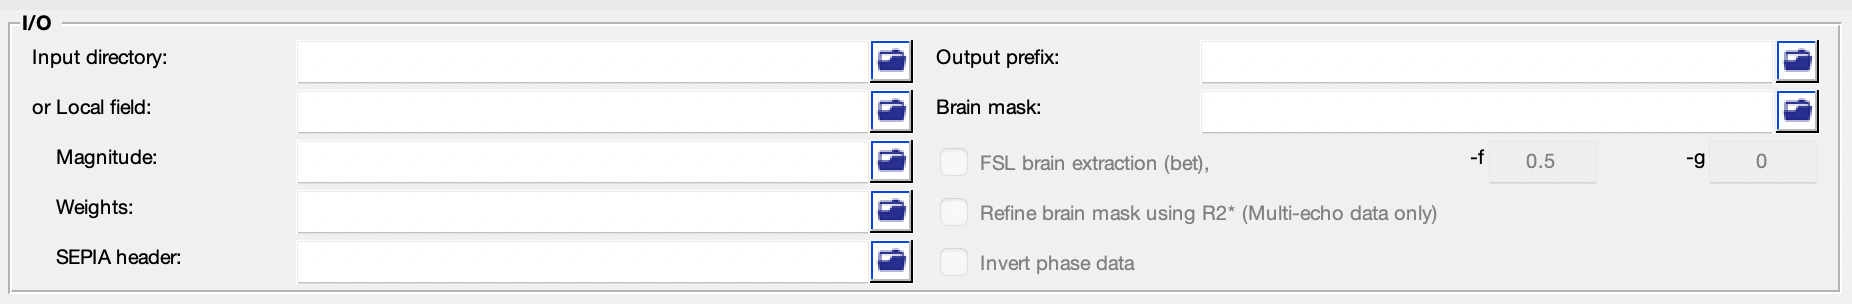 I/O
Input directory:
Output prefix:
or Local field:
Brain mask:
Magnitude:
FSL brain extraction (bet), -f 0.5 -g 0
Weights:
Refine brain mask using R2* (Multi-echo data only)
SEPIA header:
Invert phase data